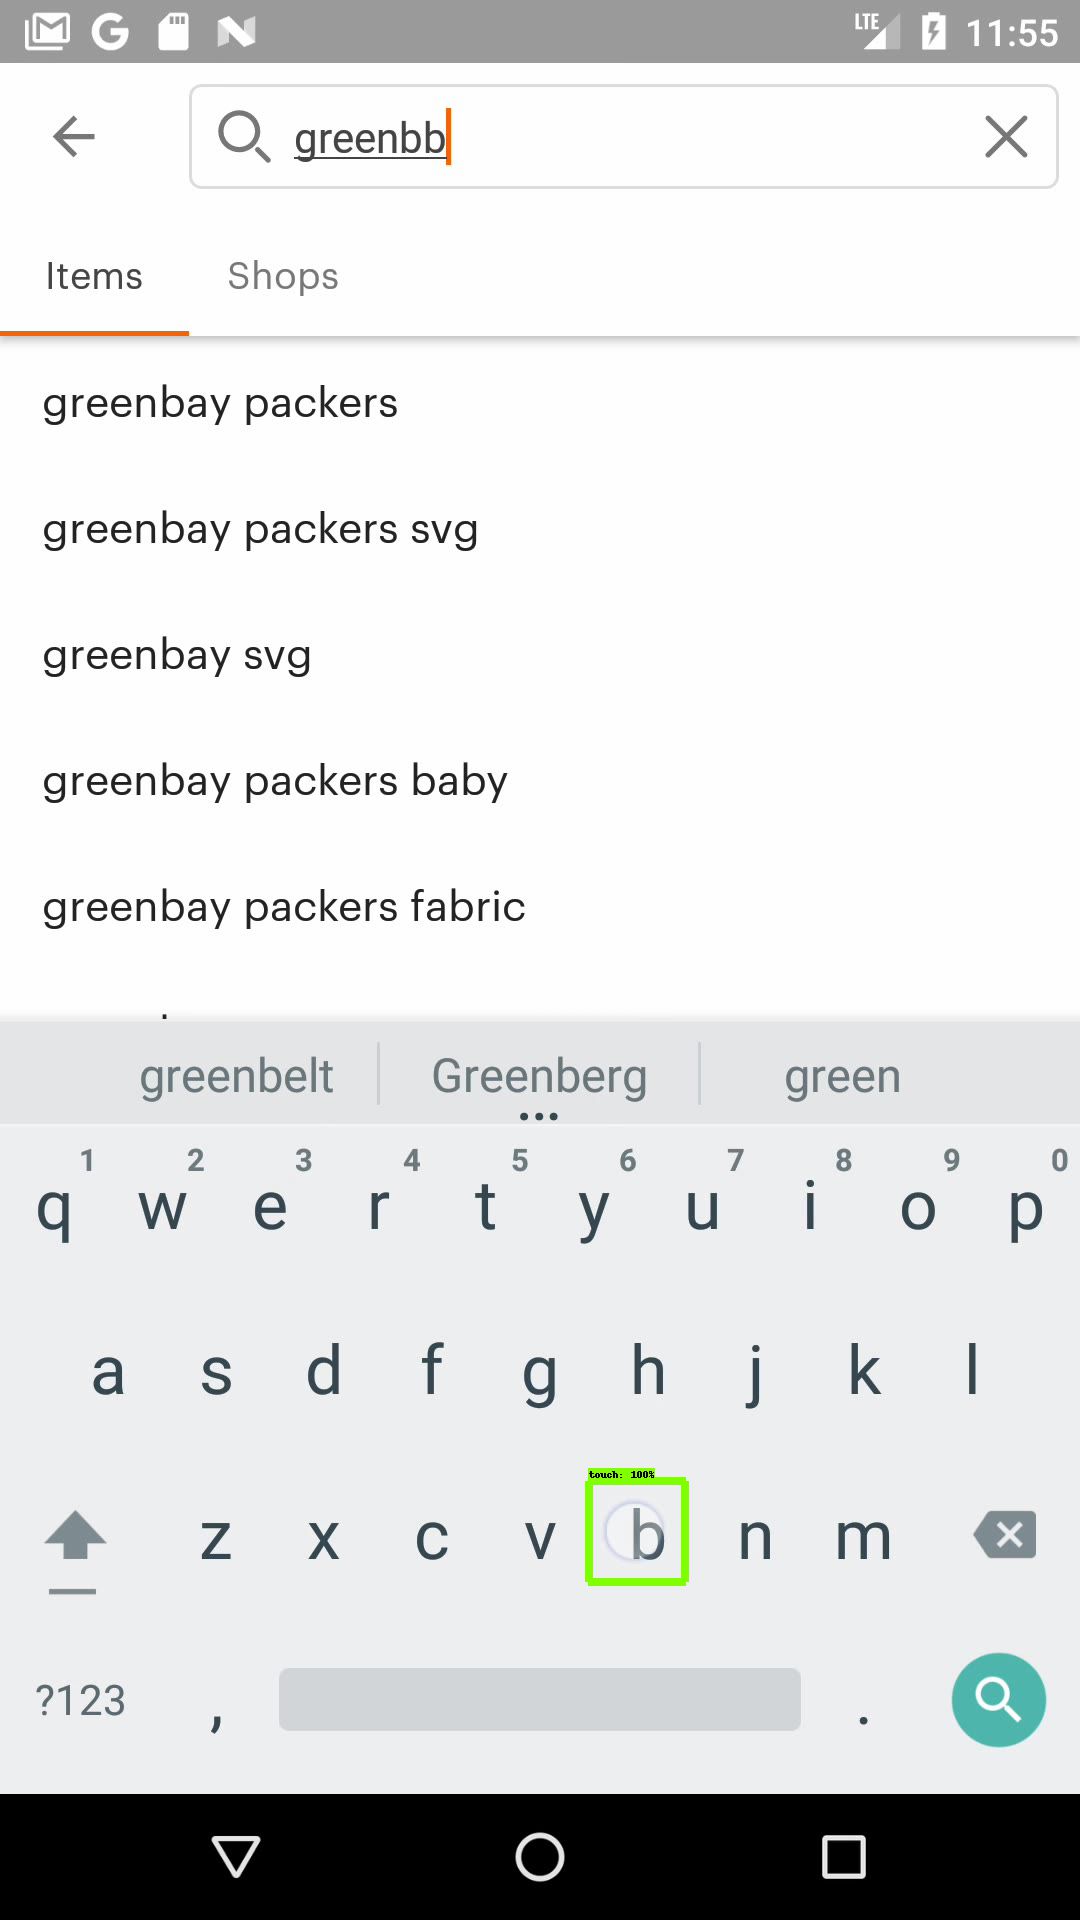 LTE 11:55
greenbb
Items Shops
greenbay packers
greenbay packers svg
greenbay svg
greenbay packers baby
greenbay packers fabric
greenbelt Greenberg green
1 2 3 4 5 6 7 8 9 0
q w e r t y u i o p
a s d f g h j k l
touch: 100%
z x c v b n m
?123 , .